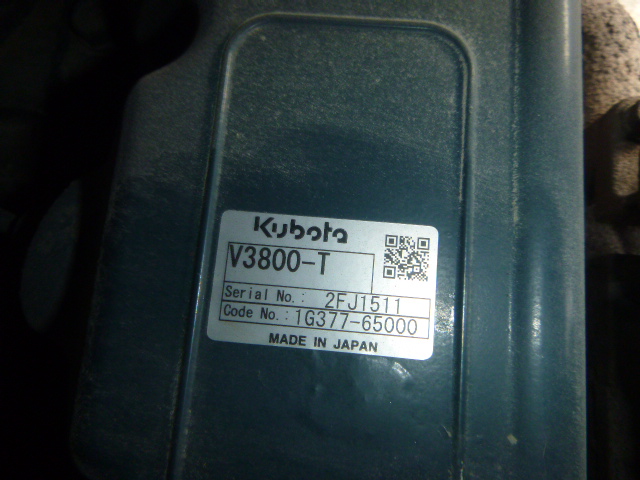 Kubota
V3800-T
Serial No.: 2FJ1511
Code No.: 1G377-65000
MADE IN JAPAN